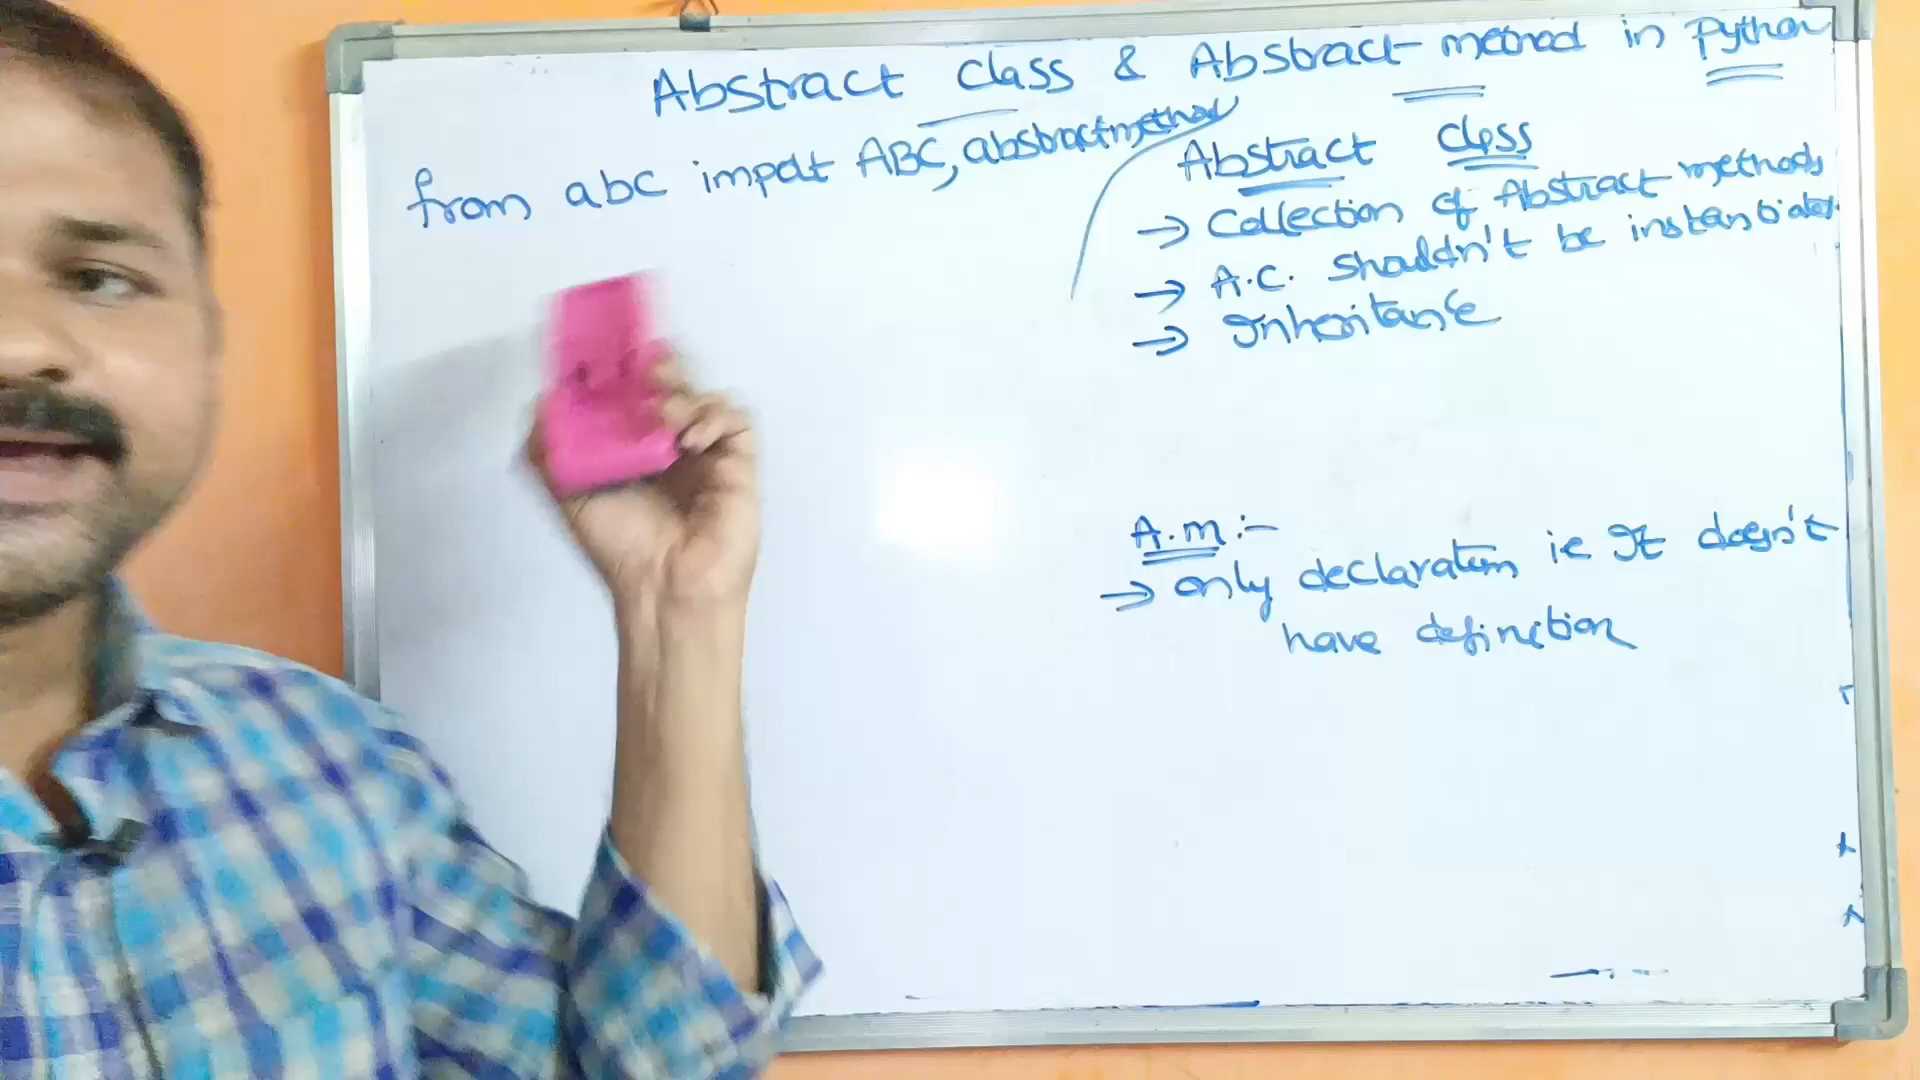 Abstract class & Abstract method in Python
from abc import ABC, abstractmethod
Abstract Class
→ Collection of Abstract methods
→ A.C. shouldn't be instantiated.
→ Inheritance
A.M :-
→ only declaration ie It doesn't
have definition